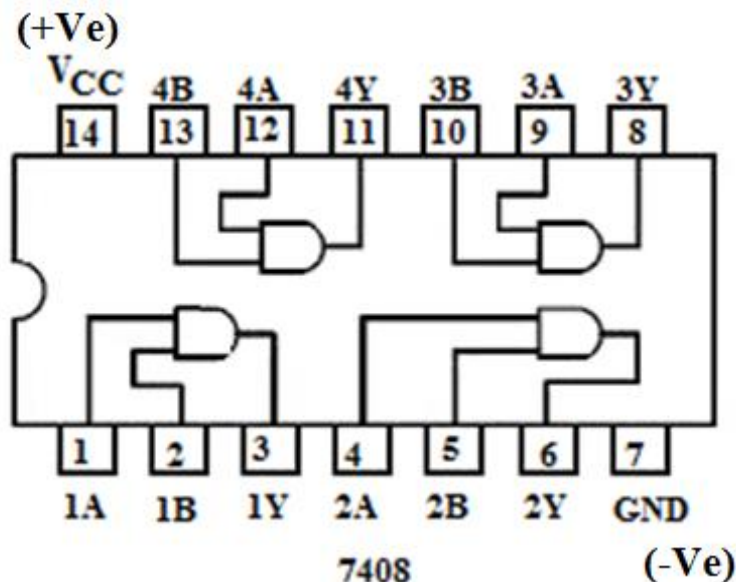 (+Ve)
VCC 4B 4A 4Y 3B 3A 3Y
14 13 12 11 10 9 8
1 2 3 4 5 6 7
1A 1B 1Y 2A 2B 2Y GND
7408 (-Ve)